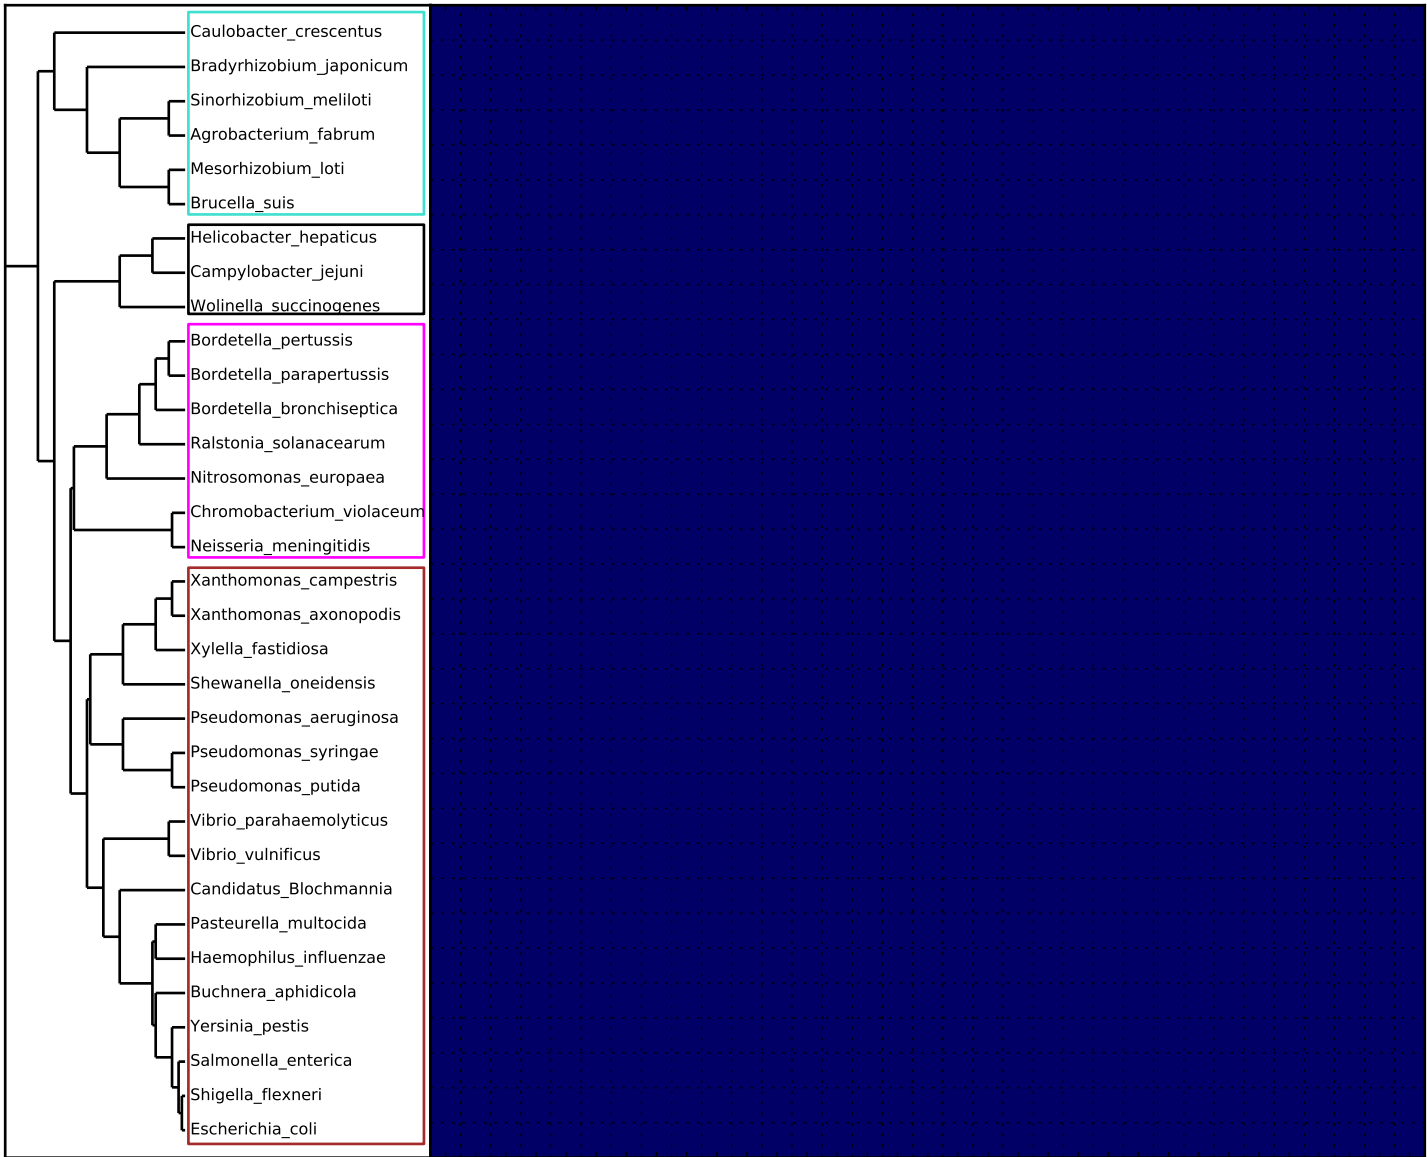 Caulobacter_crescentus
Bradyrhizobium_japonicum
Sinorhizobium_meliloti
Agrobacterium_fabrum
Mesorhizobium_loti
Brucella_suis
Helicobacter_hepaticus
Campylobacter_jejuni
Wolinella_succinogenes
Bordetella_pertussis
Bordetella_parapertussis
Bordetella_bronchiseptica
Ralstonia_solanacearum
Nitrosomonas_europaea
Chromobacterium_violaceum
Neisseria_meningitidis
Xanthomonas_campestris
Xanthomonas_axonopodis
Xylella_fastidiosa
Shewanella_oneidensis
Pseudomonas_aeruginosa
Pseudomonas_syringae
Pseudomonas_putida
Vibrio_parahaemolyticus
Vibrio_vulnificus
Candidatus_Blochmannia
Pasteurella_multocida
Haemophilus_influenzae
Buchnera_aphidicola
Yersinia_pestis
Salmonella_enterica
Shigella_flexneri
Escherichia_coli